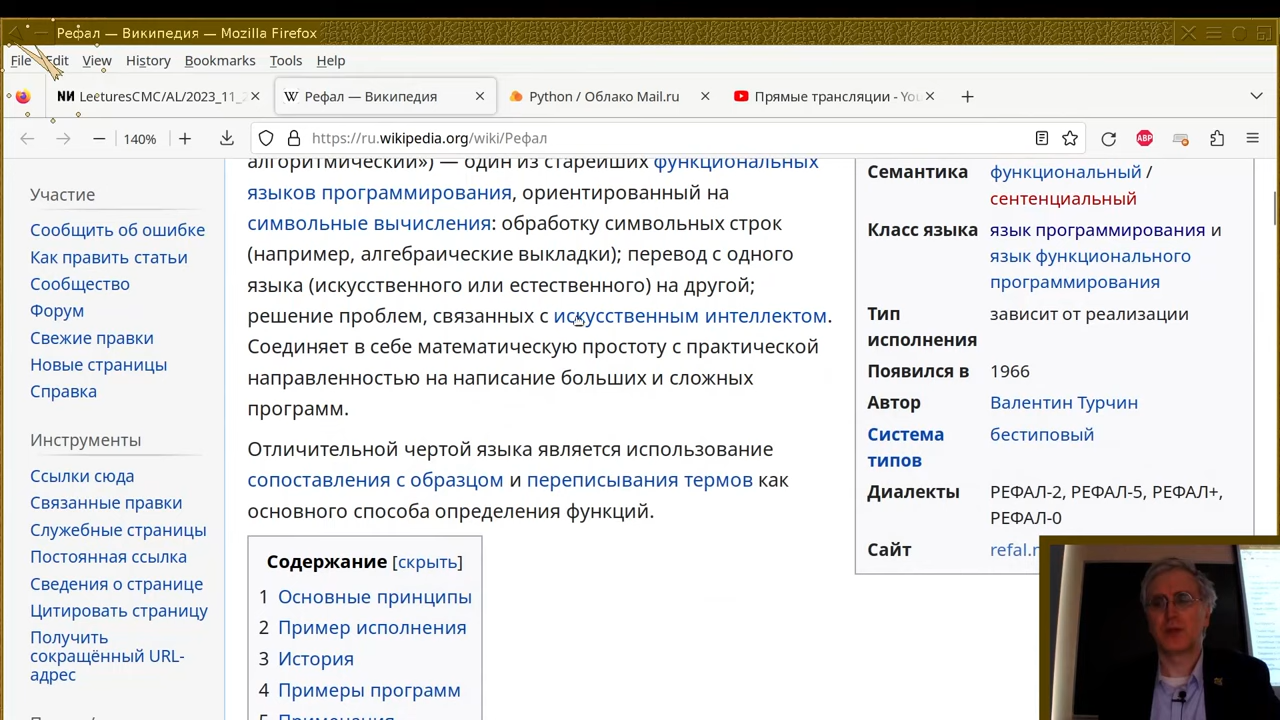 Рефал — Википедия — Mozilla Firefox
File Edit View History Bookmarks Tools Help
LecturesCMC/AL/2023_11_2
Рефал — Википедия
Python / Облако Mail.ru
Прямые трансляции - You
140%
https://ru.wikipedia.org/wiki/Рефал
ABP
Участие
Сообщить об ошибке
Как править статьи
Сообщество
Форум
Свежие правки
Новые страницы
Справка
Инструменты
Ссылки сюда
Связанные правки
Служебные страницы
Постоянная ссылка
Сведения о странице
Цитировать страницу
Получить
сокращённый URL-
адрес
алгоритмический») — один из старейших функциональных
языков программирования, ориентированный на
символьные вычисления: обработку символьных строк
(например, алгебраические выкладки); перевод с одного
языка (искусственного или естественного) на другой;
решение проблем, связанных с искусственным интеллектом.
Соединяет в себе математическую простоту с практической
направленностью на написание больших и сложных
программ.
Отличительной чертой языка является использование
сопоставления с образцом и переписывания термов как
основного способа определения функций.
Содержание [скрыть]
1 Основные принципы
2 Пример исполнения
3 История
4 Примеры программ
5 Применения
Семантика функциональный /
сентенциальный
Класс языка язык программирования и
язык функционального
программирования
Тип зависит от реализации
исполнения
Появился в 1966
Автор Валентин Турчин
Система бестиповый
типов
Диалекты РЕФАЛ-2, РЕФАЛ-5, РЕФАЛ+,
РЕФАЛ-0
Сайт refal.r